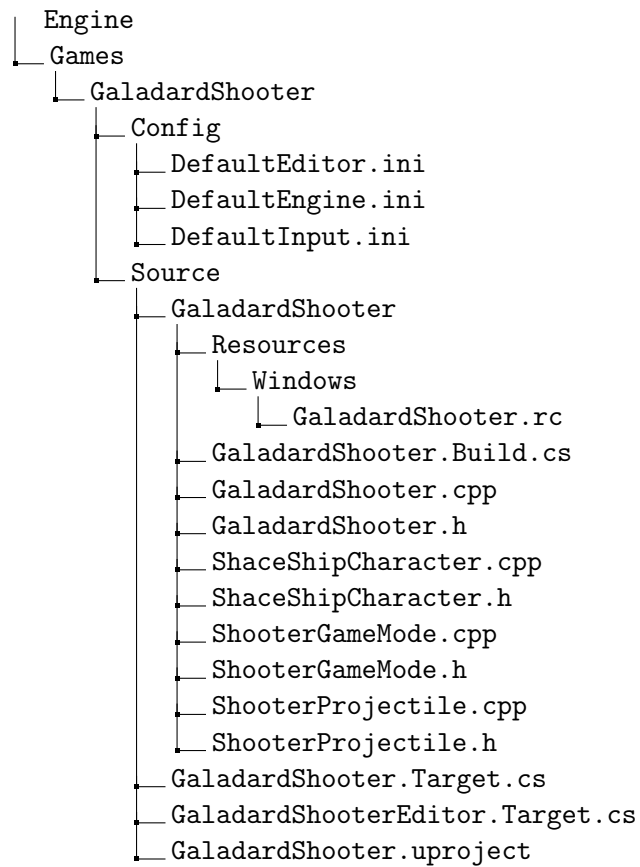 Engine
Games
GaladardShooter
Config
DefaultEditor.ini
DefaultEngine.ini
DefaultInput.ini
Source
GaladardShooter
Resources
Windows
GaladardShooter.rc
GaladardShooter.Build.cs
GaladardShooter.cpp
GaladardShooter.h
ShaceShipCharacter.cpp
ShaceShipCharacter.h
ShooterGameMode.cpp
ShooterGameMode.h
ShooterProjectile.cpp
ShooterProjectile.h
GaladardShooter.Target.cs
GaladardShooterEditor.Target.cs
GaladardShooter.uproject